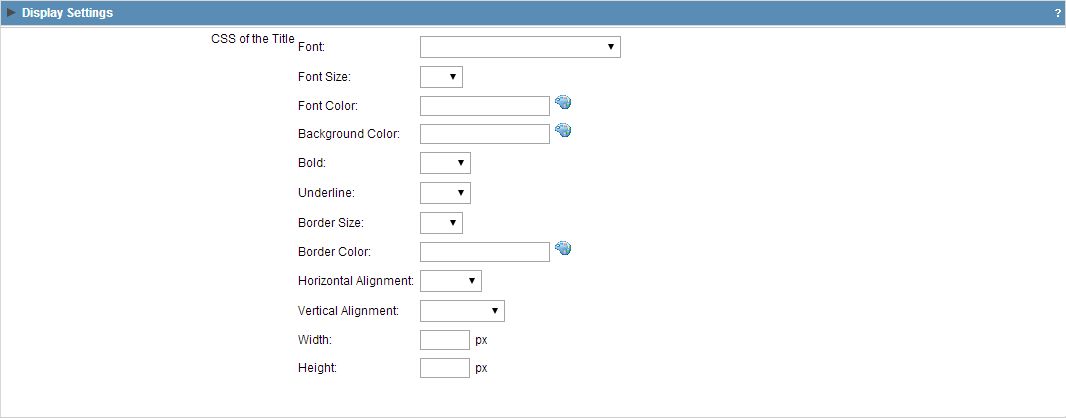 Display Settings ?
CSS of the Title
Font:
Font Size:
Font Color:
Background Color:
Bold:
Underline:
Border Size:
Border Color:
Horizontal Alignment:
Vertical Alignment:
Width: px
Height: px